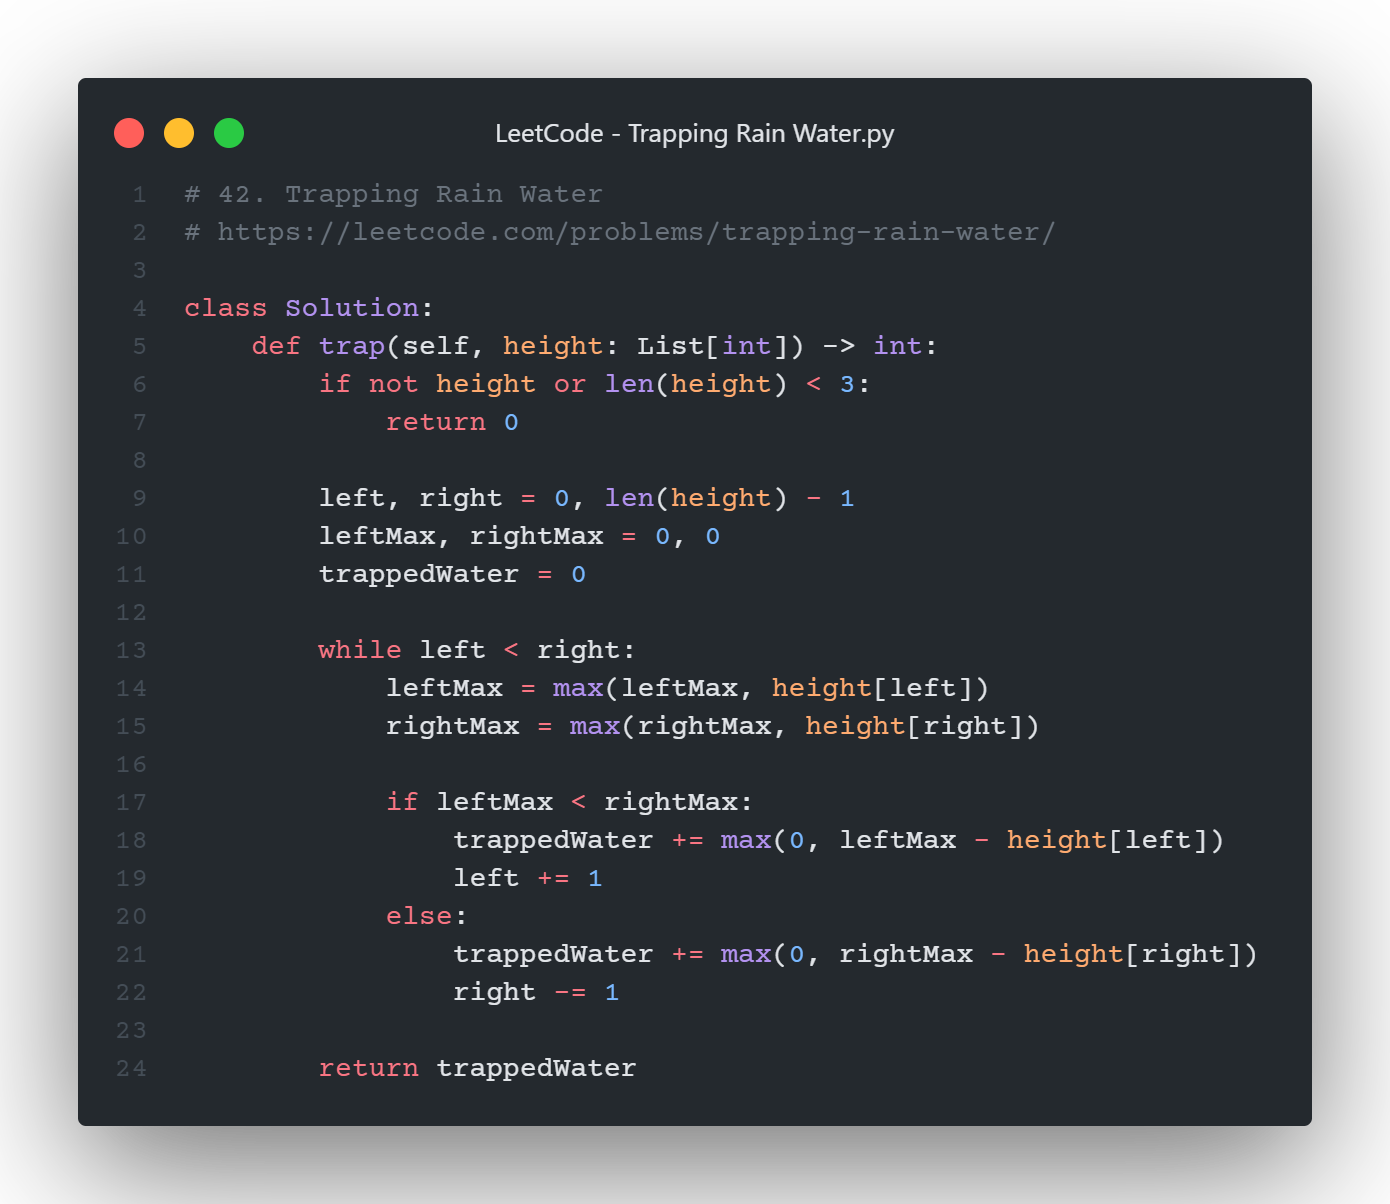 LeetCode - Trapping Rain Water.py
1 # 42. Trapping Rain Water
2 # https://leetcode.com/problems/trapping-rain-water/
3
4 class Solution:
5     def trap(self, height: List[int]) -> int:
6         if not height or len(height) < 3:
7             return 0
8
9         left, right = 0, len(height) - 1
10         leftMax, rightMax = 0, 0
11         trappedWater = 0
12
13         while left < right:
14             leftMax = max(leftMax, height[left])
15             rightMax = max(rightMax, height[right])
16
17             if leftMax < rightMax:
18                 trappedWater += max(0, leftMax - height[left])
19                 left += 1
20             else:
21                 trappedWater += max(0, rightMax - height[right])
22                 right -= 1
23
24         return trappedWater